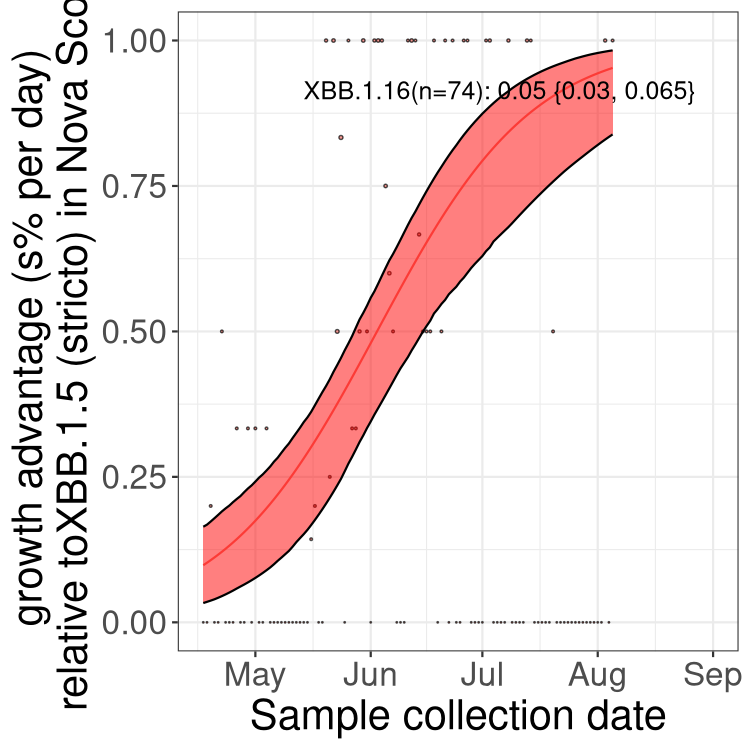 growth advantage (s% per day)
relative toXBB.1.5 (stricto) in Nova Sco
1.00
0.75
0.50
0.25
0.00
XBB.1.16(n=74): 0.05 {0.03, 0.065}
May Jun Jul Aug Sep
Sample collection date